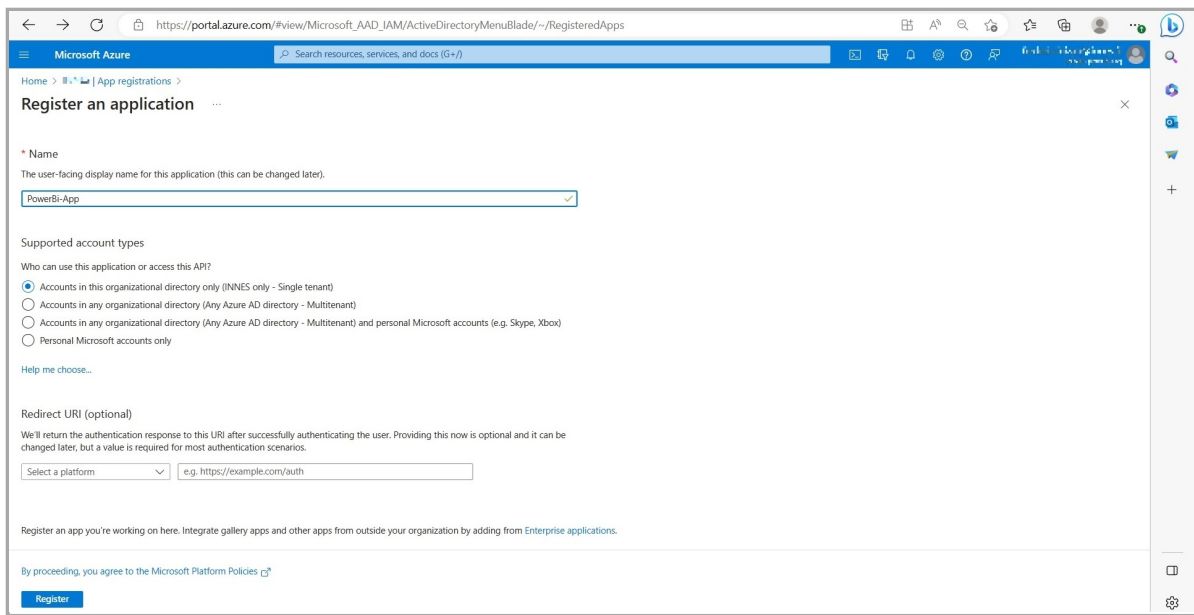 https://portal.azure.com/#view/Microsoft_AAD_IAM/ActiveDirectoryMenuBlade/~/RegisteredApps
Microsoft Azure
Search resources, services, and docs (G+/)
Home > | App registrations >
Register an application ...
* Name
The user-facing display name for this application (this can be changed later).
PowerBi-App
Supported account types
Who can use this application or access this API?
Accounts in this organizational directory only (INNES only - Single tenant)
Accounts in any organizational directory (Any Azure AD directory - Multitenant)
Accounts in any organizational directory (Any Azure AD directory - Multitenant) and personal Microsoft accounts (e.g. Skype, Xbox)
Personal Microsoft accounts only
Help me choose...
Redirect URI (optional)
We'll return the authentication response to this URI after successfully authenticating the user. Providing this now is optional and it can be
changed later, but a value is required for most authentication scenarios.
Select a platform e.g. https://example.com/auth
Register an app you're working on here. Integrate gallery apps and other apps from outside your organization by adding from Enterprise applications.
By proceeding, you agree to the Microsoft Platform Policies
Register